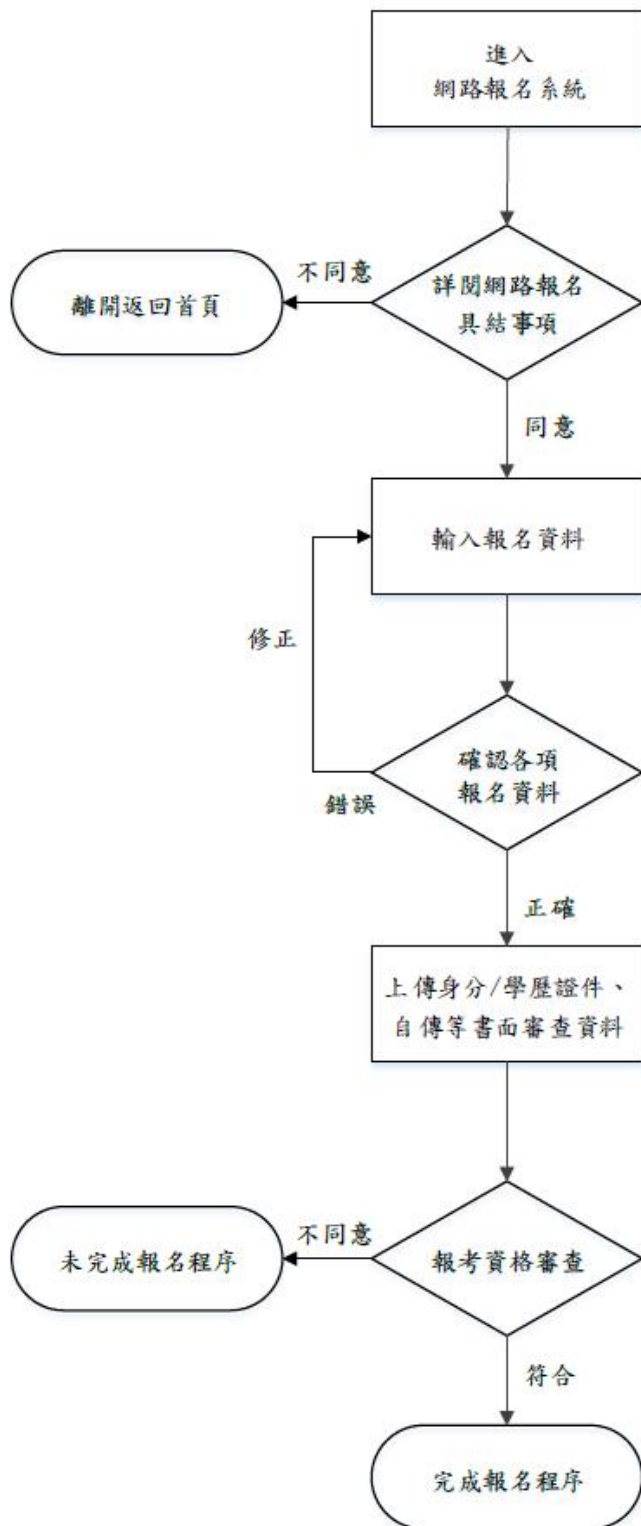 進入
網路報名系統
不同意
離開返回首頁
詳閱網路報名
具結事項
同意
輸入報名資料
修正
確認各項
報名資料
錯誤
正確
上傳身分/學歷證件、
自傳等書面審查資料
不同意
未完成報名程序
報考資格審查
符合
完成報名程序